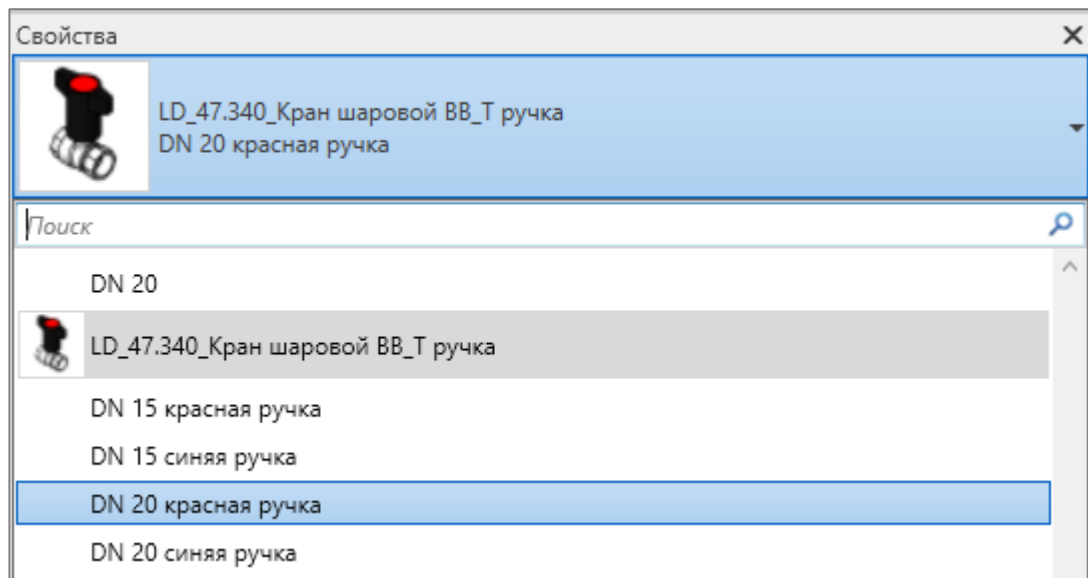 Свойства
LD_47.340_Кран шаровой ВВ_Т ручка
DN 20 красная ручка
Поиск
DN 20
LD_47.340_Кран шаровой ВВ_Т ручка
DN 15 красная ручка
DN 15 синяя ручка
DN 20 красная ручка
DN 20 синяя ручка